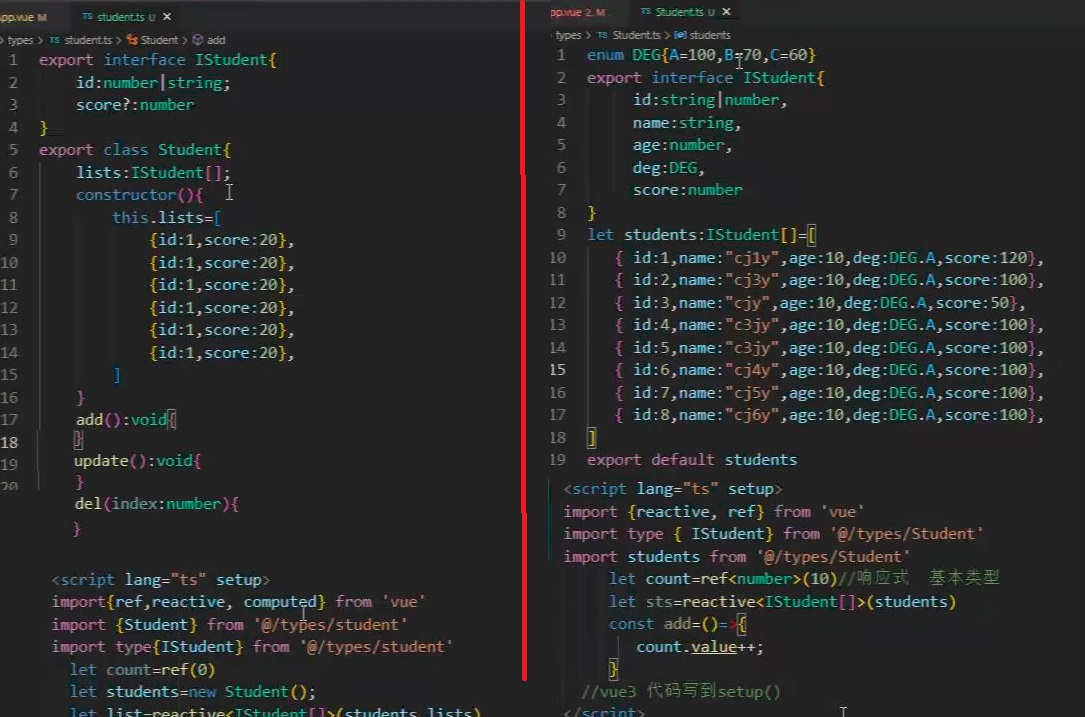 pp.vue M
TS student.ts U ×
types > TS student.ts > Student > add
1 export interface IStudent{
2 id:number|string;
3 score?:number
4 }
5 export class Student{
6 lists:IStudent[];
7 constructor(){
8 this.lists=[
9 {id:1,score:20},
10 {id:1,score:20},
11 {id:1,score:20},
12 {id:1,score:20},
13 {id:1,score:20},
14 {id:1,score:20},
15 ]
16 }
17 add():void{
18 }
19 update():void{
20 }
del(index:number){
}
<script lang="ts" setup>
import{ref,reactive, computed} from 'vue'
import {Student} from '@/types/student'
import type{IStudent} from '@/types/student'
let count=ref(0)
let students=new Student();
let list=reactive<IStudent[]>(students.lists)
pp.vue 2, M
TS Student.ts U ×
types > TS Student.ts > students
1 enum DEG{A=100,B=70,C=60}
2 export interface IStudent{
3 id:string|number,
4 name:string,
5 age:number,
6 deg:DEG,
7 score:number
8 }
9 let students:IStudent[]=[
10 { id:1,name:"cj1y",age:10,deg:DEG.A,score:120},
11 { id:2,name:"cj3y",age:10,deg:DEG.A,score:100},
12 { id:3,name:"cjy",age:10,deg:DEG.A,score:50},
13 { id:4,name:"c3jy",age:10,deg:DEG.A,score:100},
14 { id:5,name:"c3jy",age:10,deg:DEG.A,score:100},
15 { id:6,name:"cj4y",age:10,deg:DEG.A,score:100},
16 { id:7,name:"cj5y",age:10,deg:DEG.A,score:100},
17 { id:8,name:"cj6y",age:10,deg:DEG.A,score:100},
18 ]
19 export default students
<script lang="ts" setup>
import {reactive, ref} from 'vue'
import type { IStudent} from '@/types/Student'
import students from '@/types/Student'
let count=ref<number>(10)//响应式 基本类型
let sts=reactive<IStudent[]>(students)
const add=()=>{
count.value++;
}
//vue3 代码写到setup()
</script>